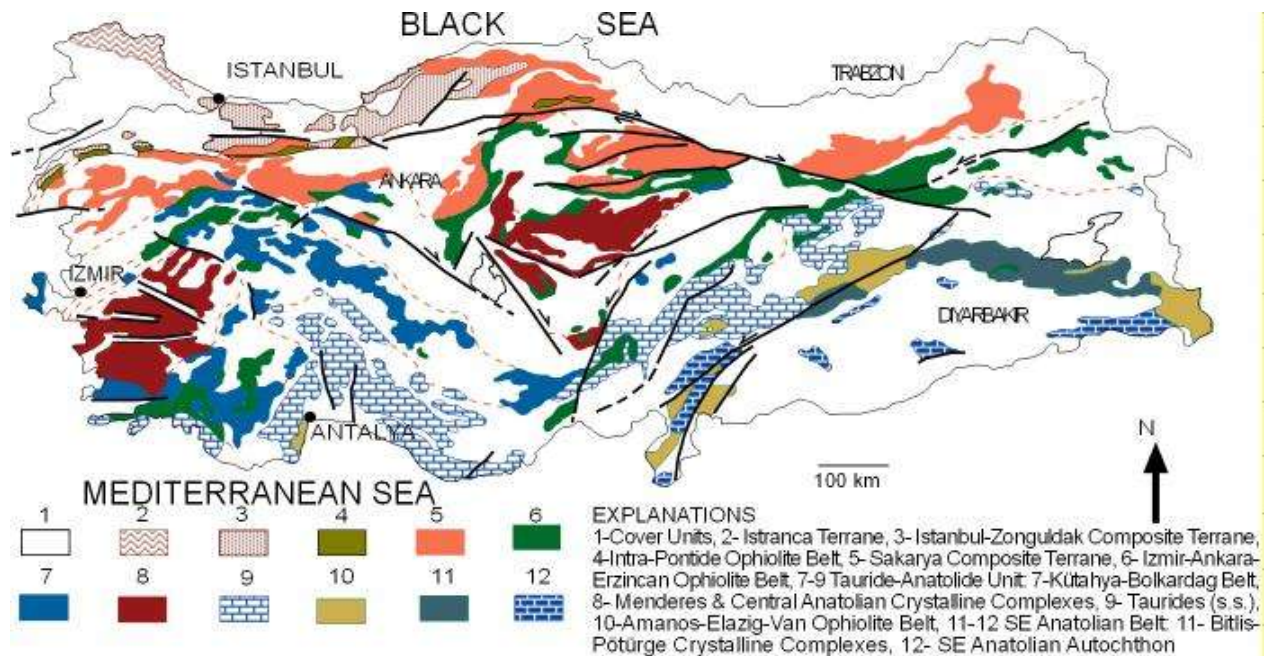 BLACK SEA
ISTANBUL
TRABZON
ANKARA
IZMIR
DIYARBAKIR
ANTALYA
N
100 km
MEDITERRANEAN SEA
1 2 3 4 5 6
7 8 9 10 11 12
EXPLANATIONS
1-Cover Units, 2- Istranca Terrane, 3- Istanbul-Zonguldak Composite Terrane,
4-Intra-Pontide Ophiolite Belt, 5- Sakarya Composite Terrane, 6- Izmir-Ankara-
Erzincan Ophiolite Belt, 7-9 Tauride-Anatolide Unit: 7-Kütahya-Bolkardag Belt,
8- Menderes & Central Anatolian Crystalline Complexes, 9- Taurides (s.s.),
10-Amanos-Elazig-Van Ophiolite Belt, 11-12 SE Anatolian Belt: 11- Bitlis-
Pötürge Crystalline Complexes, 12- SE Anatolian Autochthon